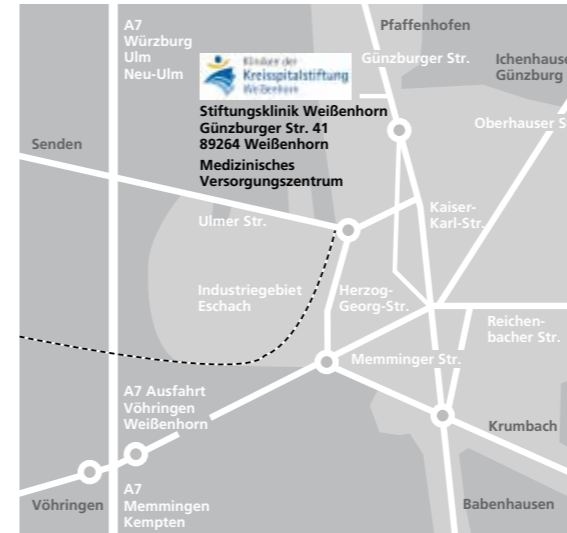 A7
Würzburg
Ulm
Neu-Ulm
Pfaffenhofen
Günzburger Str.
Ichenhause
Günzburg
Kliniken der
Kreisspitalstiftung
Weißenhorn
Stiftungsklinik Weißenhorn
Günzburger Str. 41
89264 Weißenhorn
Medizinisches
Versorgungszentrum
Oberhauser S
Senden
Ulmer Str.
Kaiser-
Karl-Str.
Industriegebiet
Eschach
Herzog-
Georg-Str.
Reichen-
bacher Str.
Memminger Str.
A7 Ausfahrt
Vöhringen
Weißenhorn
Krumbach
Vöhringen
A7
Memmingen
Kempten
Babenhausen